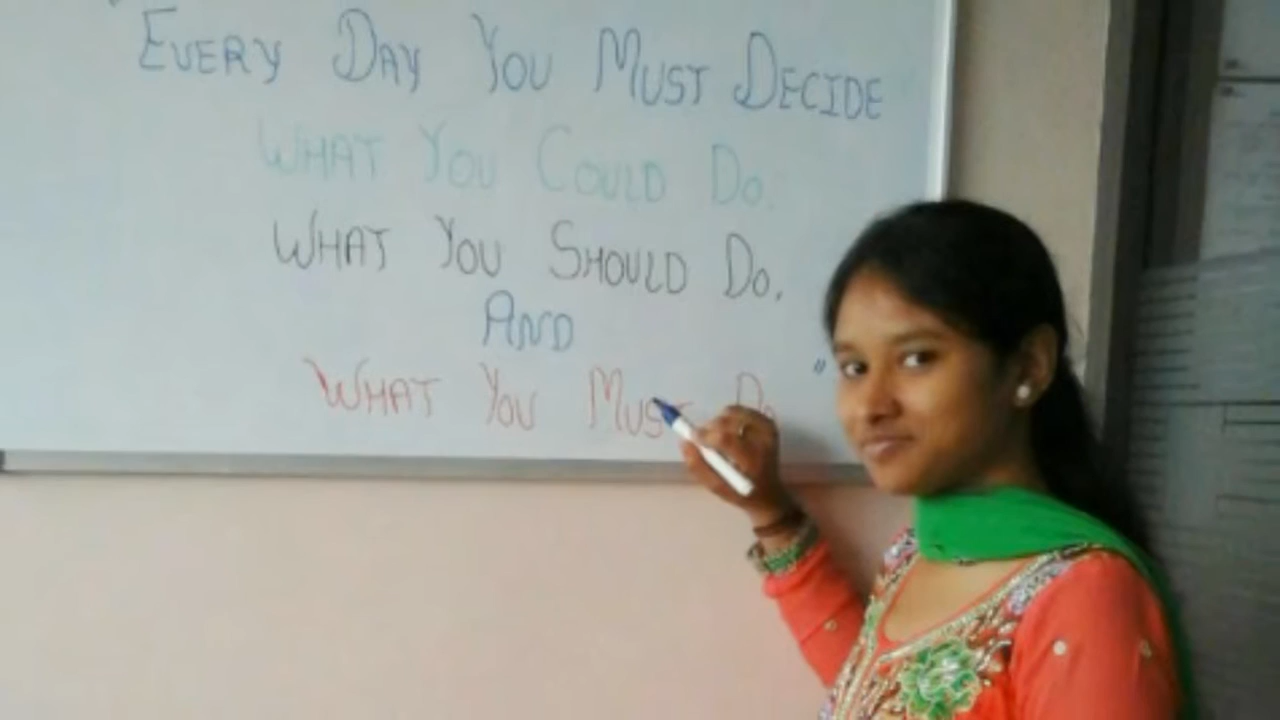 EVERY DAY YOU MUST DECIDE
WHAT YOU COULD DO.
WHAT YOU SHOULD DO.
AND
WHAT YOU MUST DO "